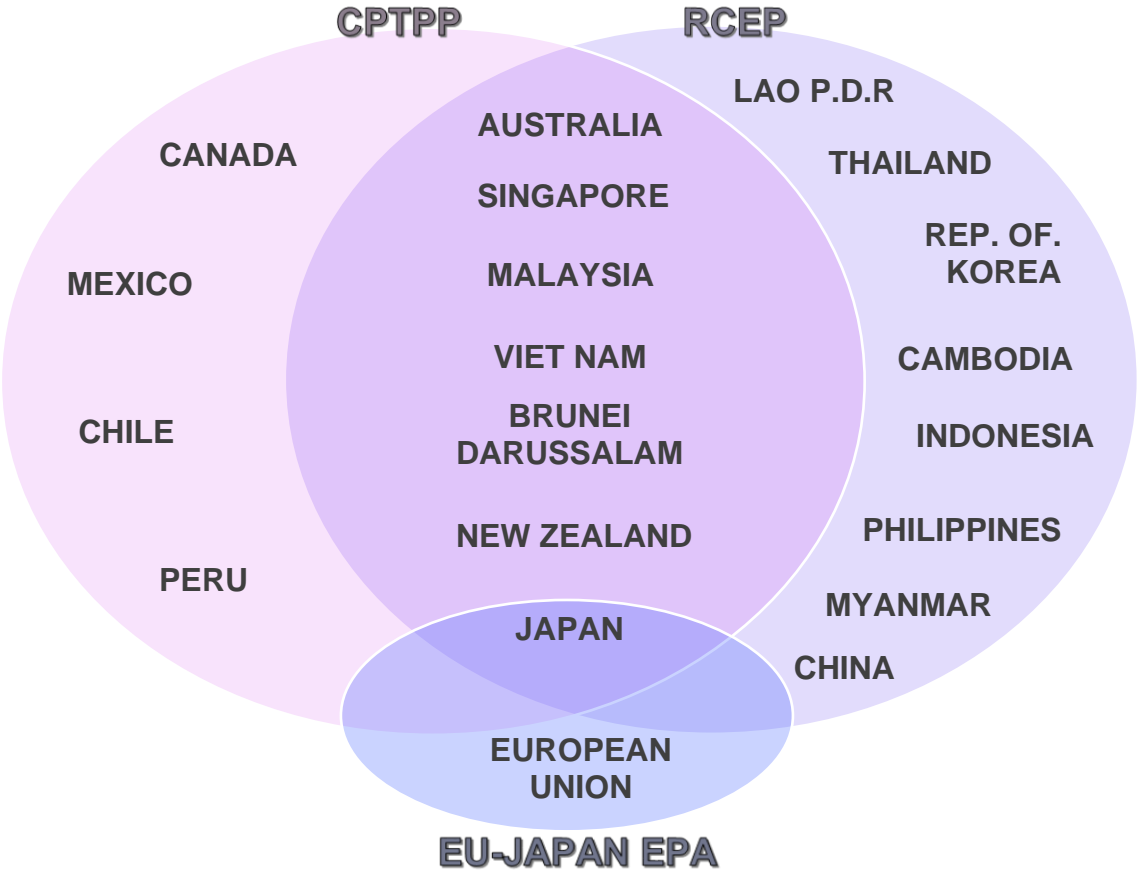 CPTPP
RCEP
CANADA
MEXICO
CHILE
PERU
AUSTRALIA
SINGAPORE
MALAYSIA
VIET NAM
BRUNEI
DARUSSALAM
NEW ZEALAND
JAPAN
LAO P.D.R
THAILAND
REP. OF.
KOREA
CAMBODIA
INDONESIA
PHILIPPINES
MYANMAR
CHINA
EUROPEAN
UNION
EU-JAPAN EPA